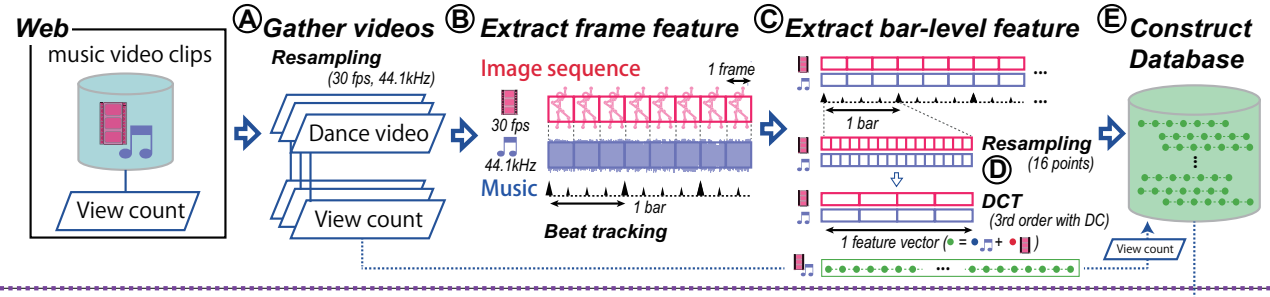 Web
music video clips
View count
A Gather videos
Resampling
(30 fps, 44.1kHz)
Dance video
View count
B Extract frame feature
Image sequence
1 frame
30 fps
44.1kHz
Music
1 bar
Beat tracking
C Extract bar-level feature
...
...
1 bar
Resampling
(16 points)
D
DCT
(3rd order with DC)
1 feature vector ( = + )
...
E Construct
Database
...
View count